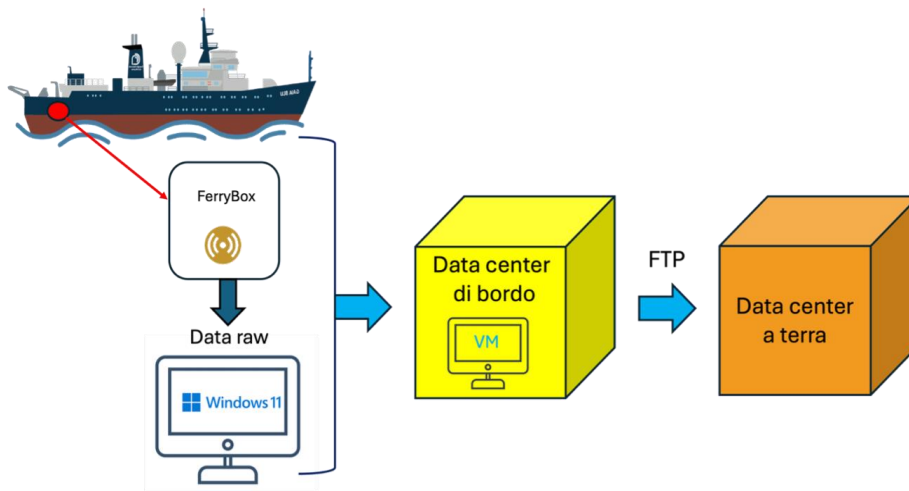 FerryBox
Data raw
Windows 11
Data center
di bordo
VM
FTP
Data center
a terra